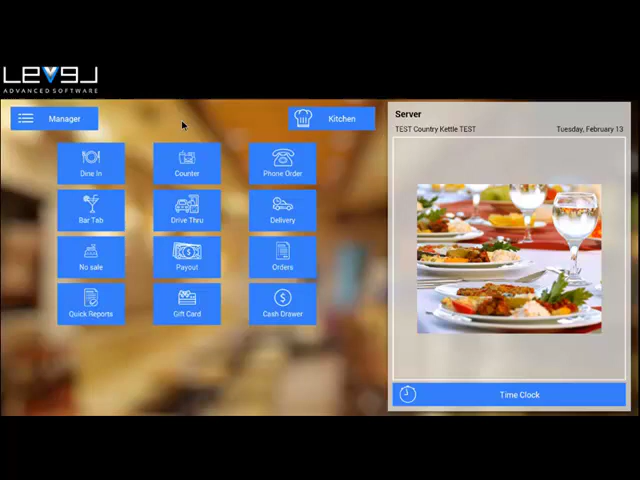 Level
ADVANCED SOFTWARE
Manager
Kitchen
Server
TEST Country Kettle TEST
Tuesday, February 13
Dine In
Counter
Phone Order
Bar Tab
Drive Thru
Delivery
No sale
Payout
Orders
Quick Reports
Gift Card
Cash Drawer
Time Clock